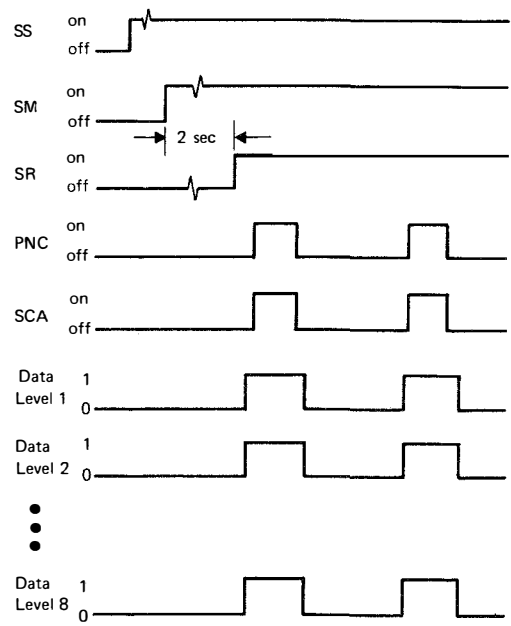 SS on
off
SM on
off
2 sec
SR on
off
PNC on
off
SCA on
off
Data Level 1 1
0
Data Level 2 1
0
Data Level 8 1
0